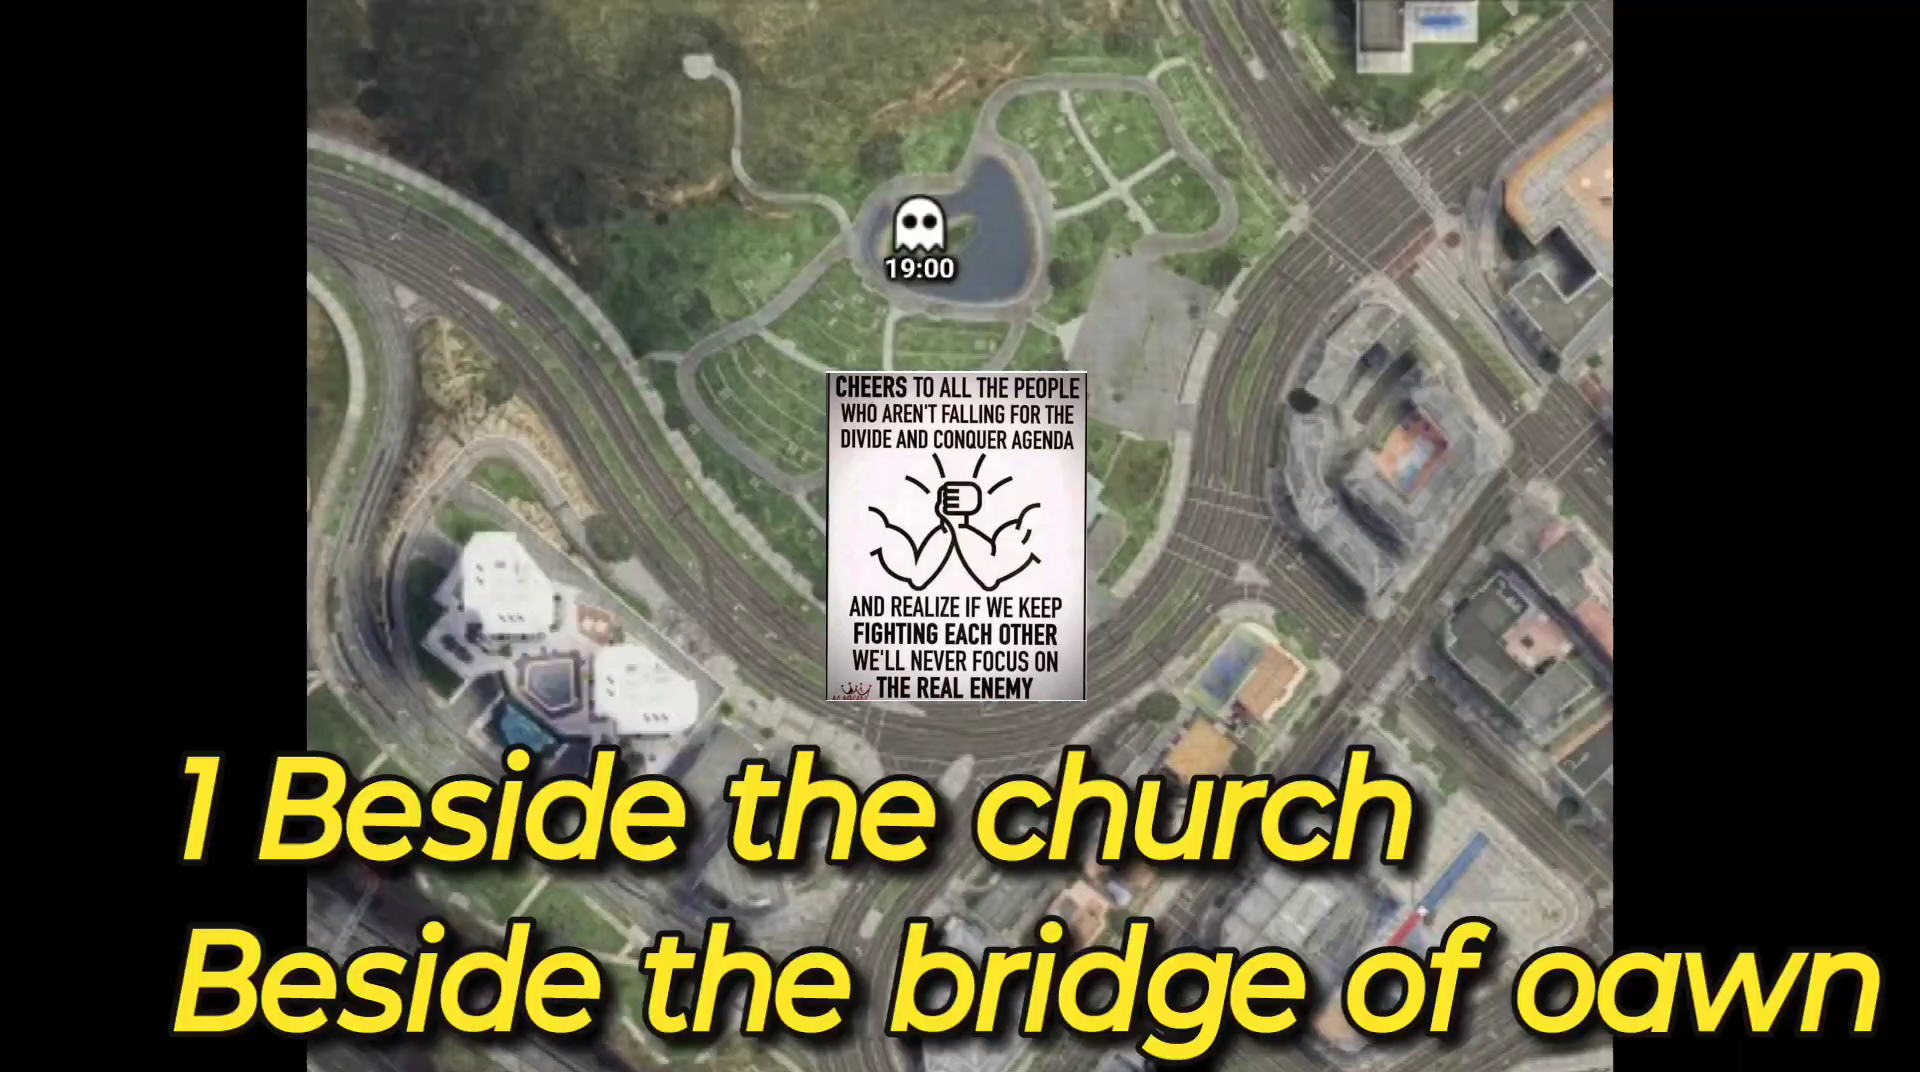 19:00
CHEERS TO ALL THE PEOPLE
WHO AREN'T FALLING FOR THE
DIVIDE AND CONQUER AGENDA
AND REALIZE IF WE KEEP
FIGHTING EACH OTHER
WE'LL NEVER FOCUS ON
THE REAL ENEMY
1 Beside the church
Beside the bridge of oawn